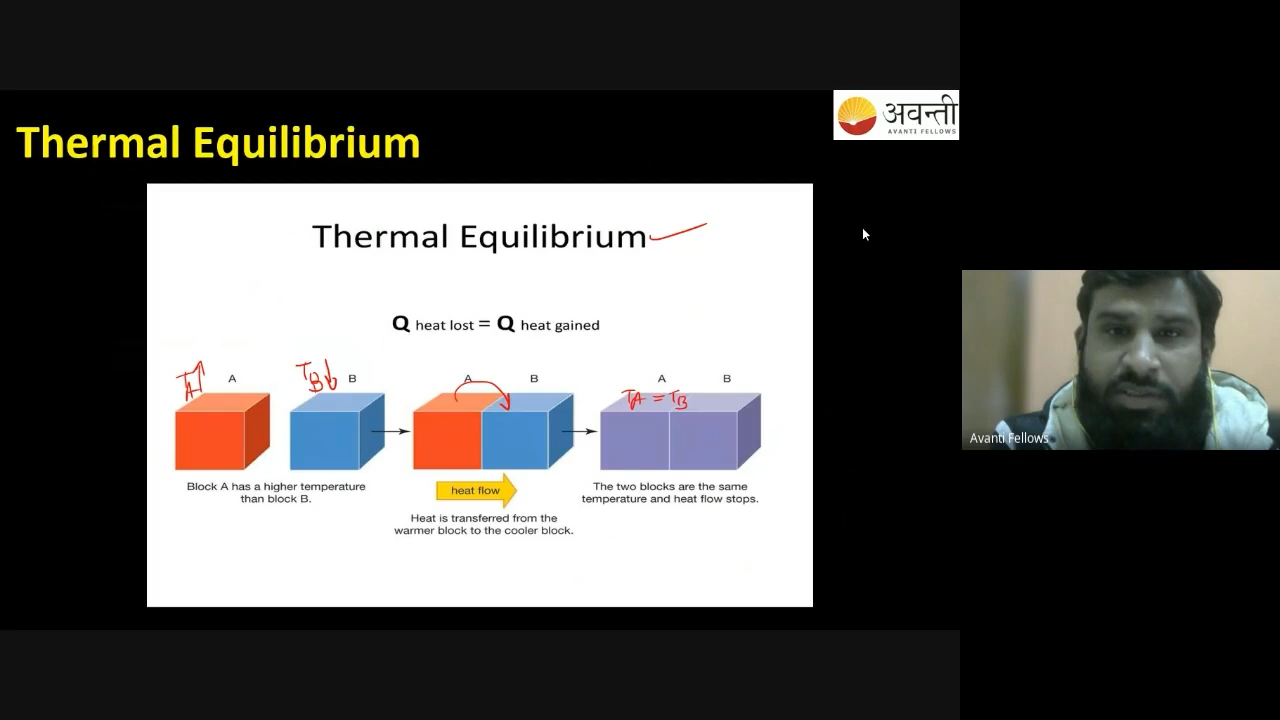 अवन्ती
AVANTI FELLOWS
Thermal Equilibrium
Thermal Equilibrium
Q heat lost = Q heat gained
TA A TB B A B A B
TA = TB
Block A has a higher temperature
than block B.
heat flow
Heat is transferred from the
warmer block to the cooler block.
The two blocks are the same
temperature and heat flow stops.
Avanti Fellows